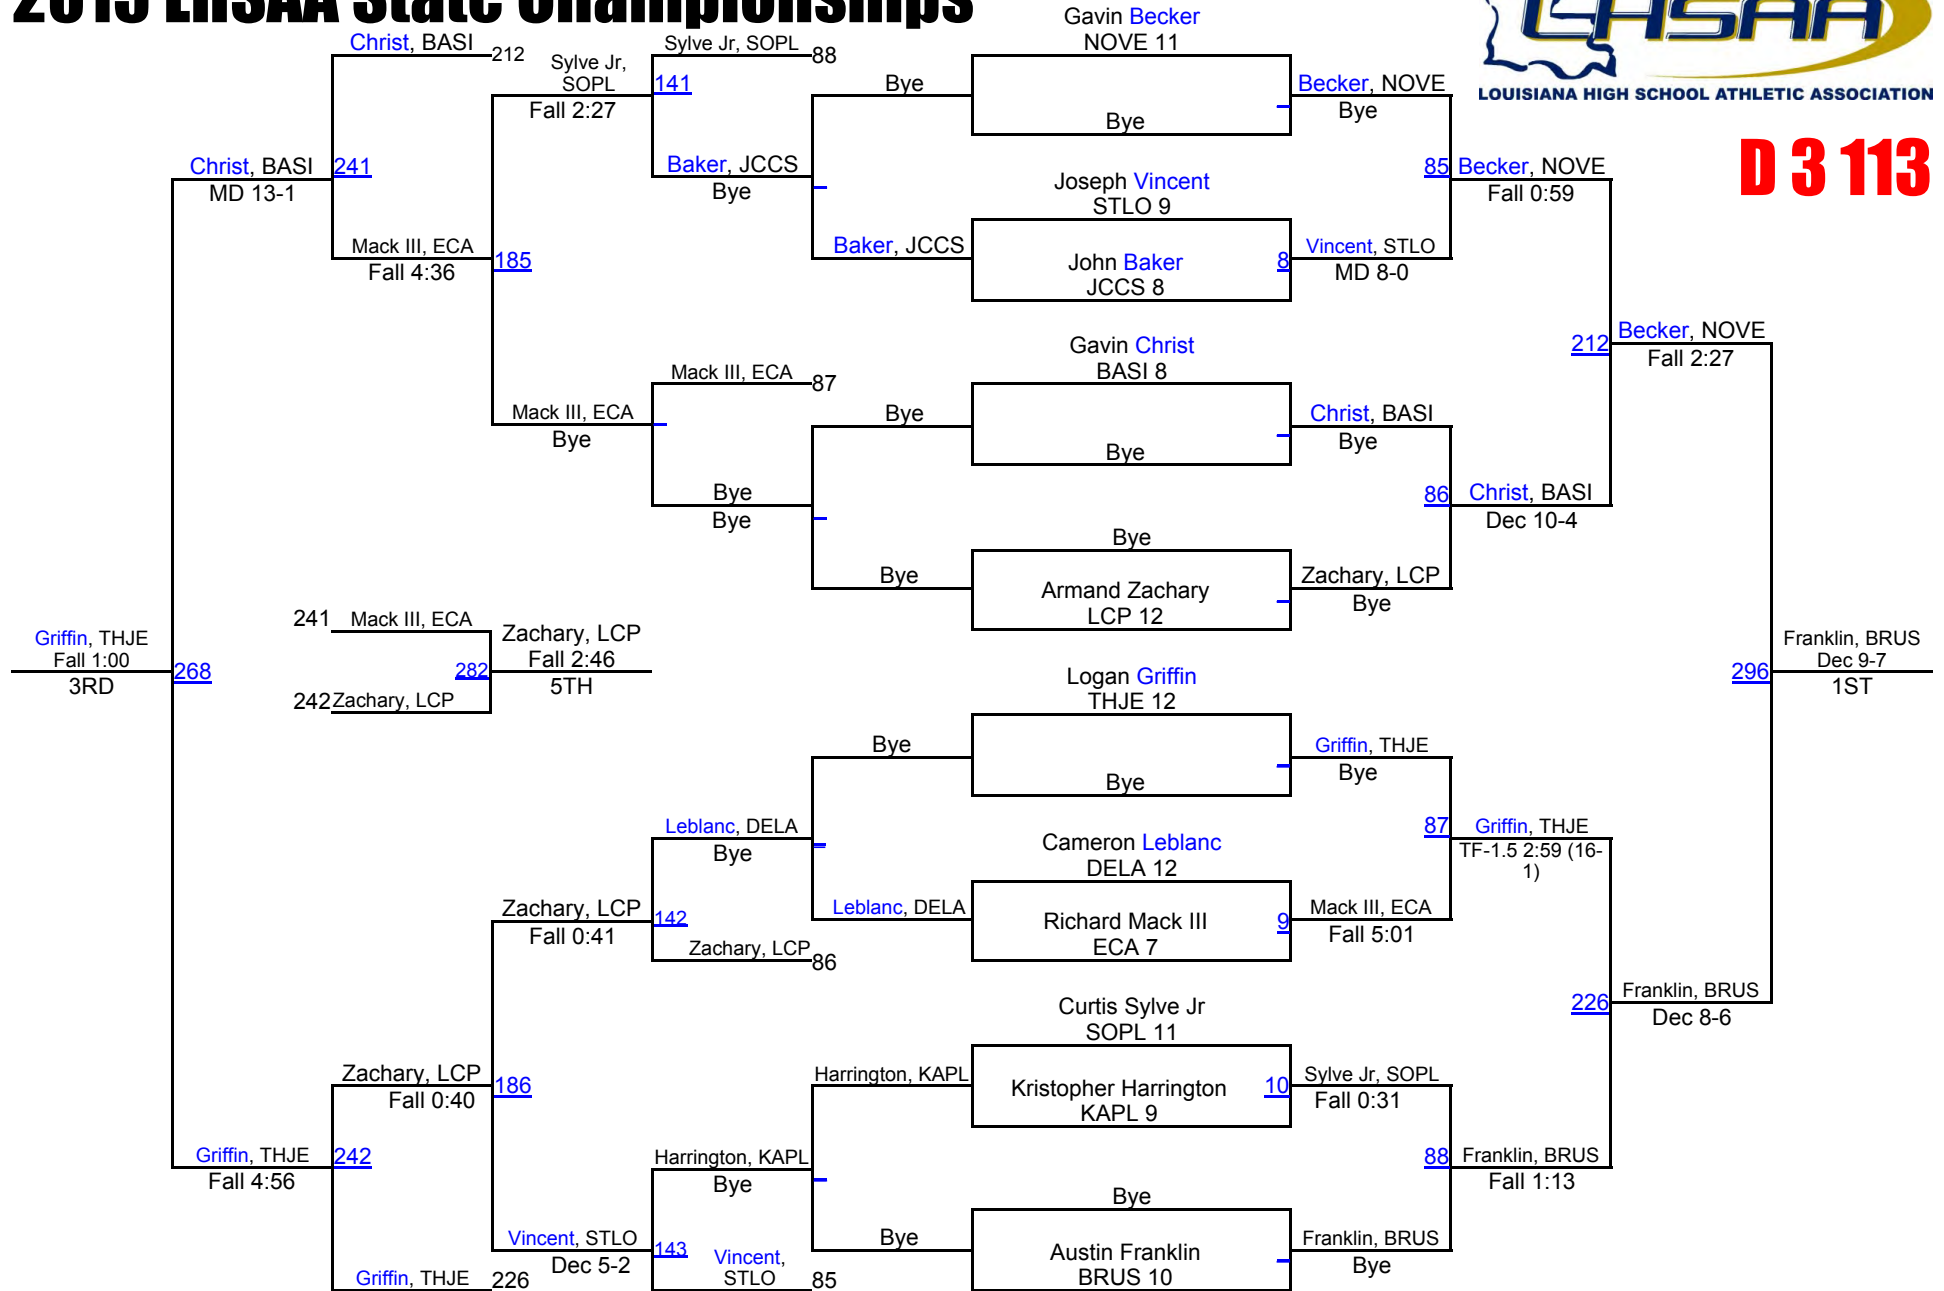 2015 LHSAA State Championships
LHSAA
LOUISIANA HIGH SCHOOL ATHLETIC ASSOCIATION
D 3 113
Gavin Becker
NOVE 11
Bye
Joseph Vincent
STLO 9
John Baker
JCCS 8
8
Gavin Christ
BASI 8
Bye
Bye
Armand Zachary
LCP 12
Logan Griffin
THJE 12
Bye
Cameron Leblanc
DELA 12
Richard Mack III
ECA 7
9
Curtis Sylve Jr
SOPL 11
Kristopher Harrington
KAPL 9
10
Bye
Austin Franklin
BRUS 10
Becker, NOVE
Bye
Vincent, STLO
MD 8-0
Christ, BASI
Bye
Zachary, LCP
Bye
Griffin, THJE
Bye
Mack III, ECA
Fall 5:01
Sylve Jr, SOPL
Fall 0:31
Franklin, BRUS
Bye
85
Becker, NOVE
Fall 0:59
86
Christ, BASI
Dec 10-4
87
Griffin, THJE
TF-1.5 2:59 (16-
1)
88
Franklin, BRUS
Fall 1:13
212
Becker, NOVE
Fall 2:27
226
Franklin, BRUS
Dec 8-6
296
Franklin, BRUS
Dec 9-7
1ST
Bye
Baker, JCCS
Bye
Bye
Bye
Leblanc, DELA
Harrington, KAPL
Bye
Sylve Jr, SOPL
88
141
Baker, JCCS
Bye
Mack III, ECA
87
Bye
Bye
Leblanc, DELA
Bye
142
Zachary, LCP
86
Harrington, KAPL
Bye
143
Vincent,
STLO
85
Sylve Jr,
SOPL
Fall 2:27
185
Mack III, ECA
Bye
Zachary, LCP
Fall 0:41
186
Vincent, STLO
Dec 5-2
Christ, BASI
212
241
Mack III, ECA
Fall 4:36
Zachary, LCP
Fall 0:40
242
Griffin, THJE
226
Christ, BASI
MD 13-1
Griffin, THJE
Fall 4:56
268
Griffin, THJE
Fall 1:00
3RD
241 Mack III, ECA
242 Zachary, LCP
282
Zachary, LCP
Fall 2:46
5TH